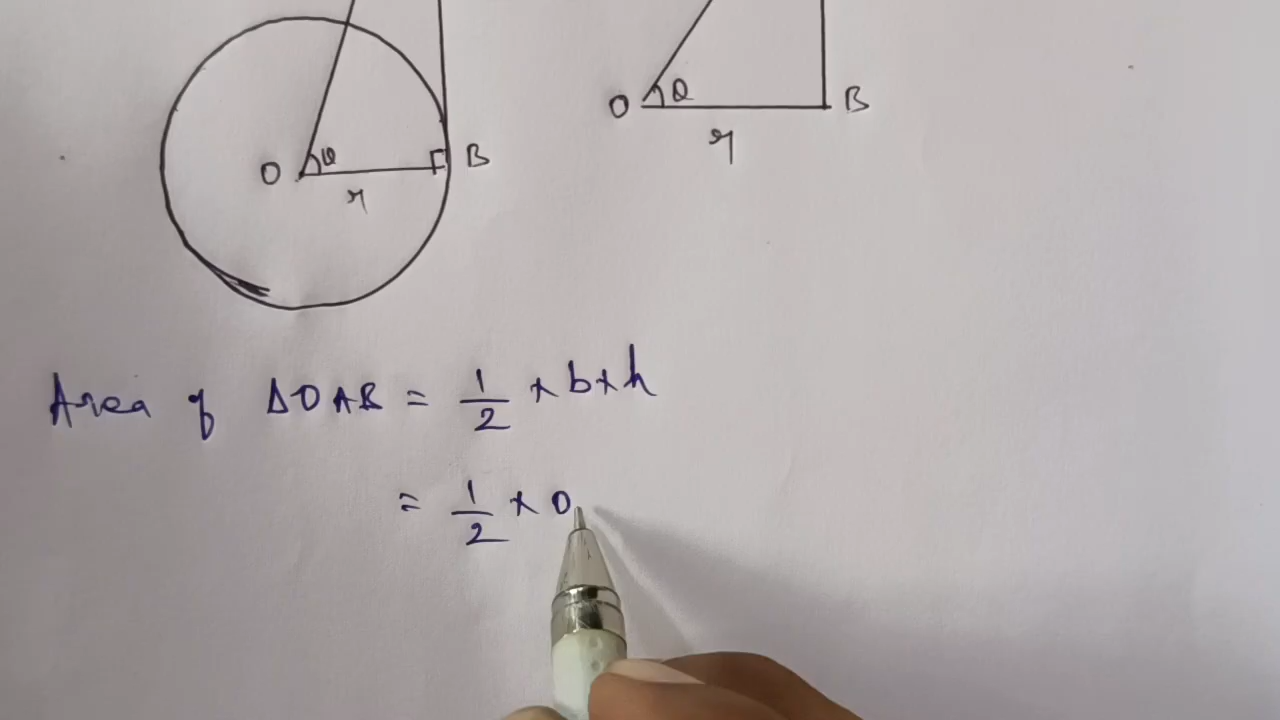 O θ B
r
O θ B
r
Area of ΔOAB = 1/2 × b × h
= 1/2 × O